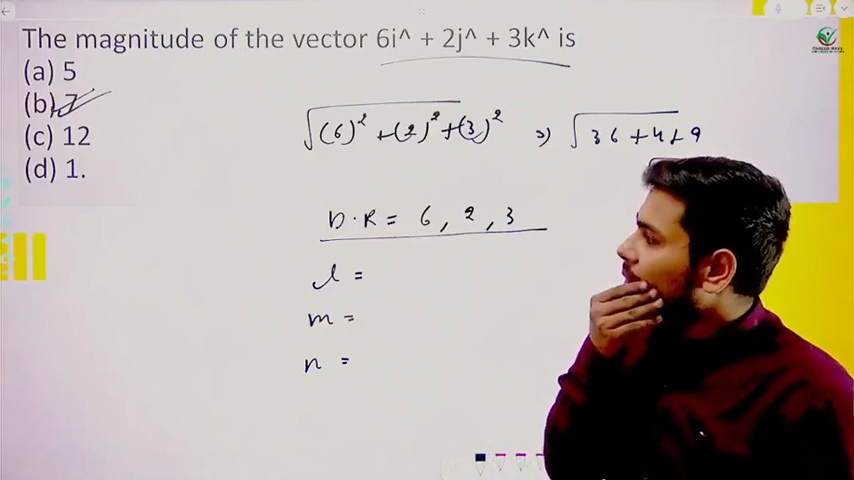 The magnitude of the vector 6i^ + 2j^ + 3k^ is
(a) 5
(b) 7
(c) 12
(d) 1.
√(6)² + (2)² + (3)² ⇒ √36 + 4 + 9
D.R = 6, 2, 3
l =
m =
n =